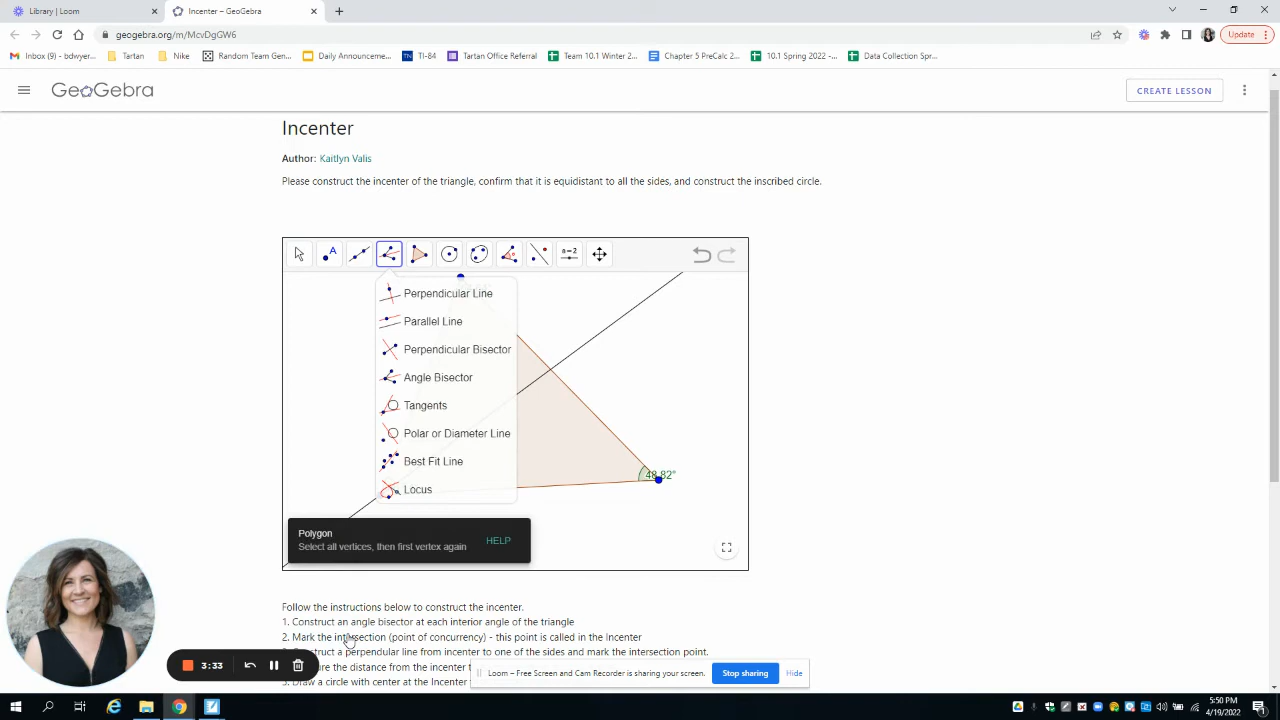 Library | Loom
Incenter – GeoGebra
geogebra.org/m/McvDgGW6
Update
Inbox (9) - bdwyer...
Tartan
Nike
Random Team Gen...
Daily Announceme...
TI-84
Tartan Office Referral
Team 10.1 Winter 2...
Chapter 5 PreCalc 2...
10.1 Spring 2022 -...
Data Collection Spr...
GeoGebra
CREATE LESSON
Incenter
Author: Kaitlyn Valis
Please construct the incenter of the triangle, confirm that it is equidistant to all the sides, and construct the inscribed circle.
A
a=2
Perpendicular Line
Parallel Line
Perpendicular Bisector
Angle Bisector
Tangents
Polar or Diameter Line
Best Fit Line
Locus
48.82°
Polygon
Select all vertices, then first vertex again
HELP
Follow the instructions below to construct the incenter.
1. Construct an angle bisector at each interior angle of the triangle
2. Mark the intersection (point of concurrency) - this point is called in the Incenter
Construct a perpendicular line from incenter to one of the sides and mark the intersection point.
the distance from the incenter
5. Draw a circle with center at the Incenter
3:33
Loom – Free Screen and Cam Recorder is sharing your screen.
Stop sharing
Hide
5:50 PM
4/19/2022